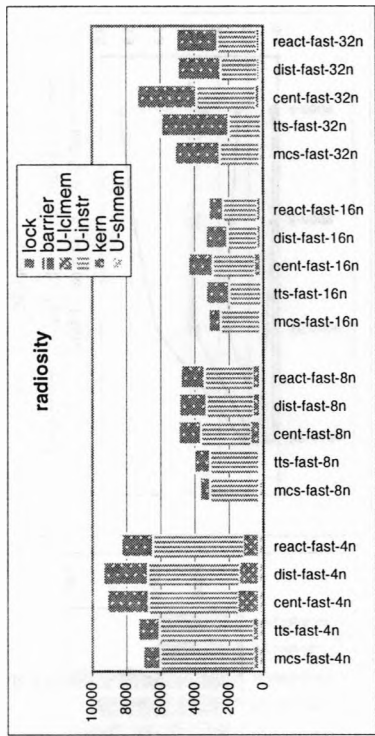 radiosity
lock
barrier
U-lclmem
U-instr
kern
U-shmem
10000
8000
6000
4000
2000
0
mcs-fast-4n
tts-fast-4n
cent-fast-4n
dist-fast-4n
react-fast-4n
mcs-fast-8n
tts-fast-8n
cent-fast-8n
dist-fast-8n
react-fast-8n
mcs-fast-16n
tts-fast-16n
cent-fast-16n
dist-fast-16n
react-fast-16n
mcs-fast-32n
tts-fast-32n
cent-fast-32n
dist-fast-32n
react-fast-32n